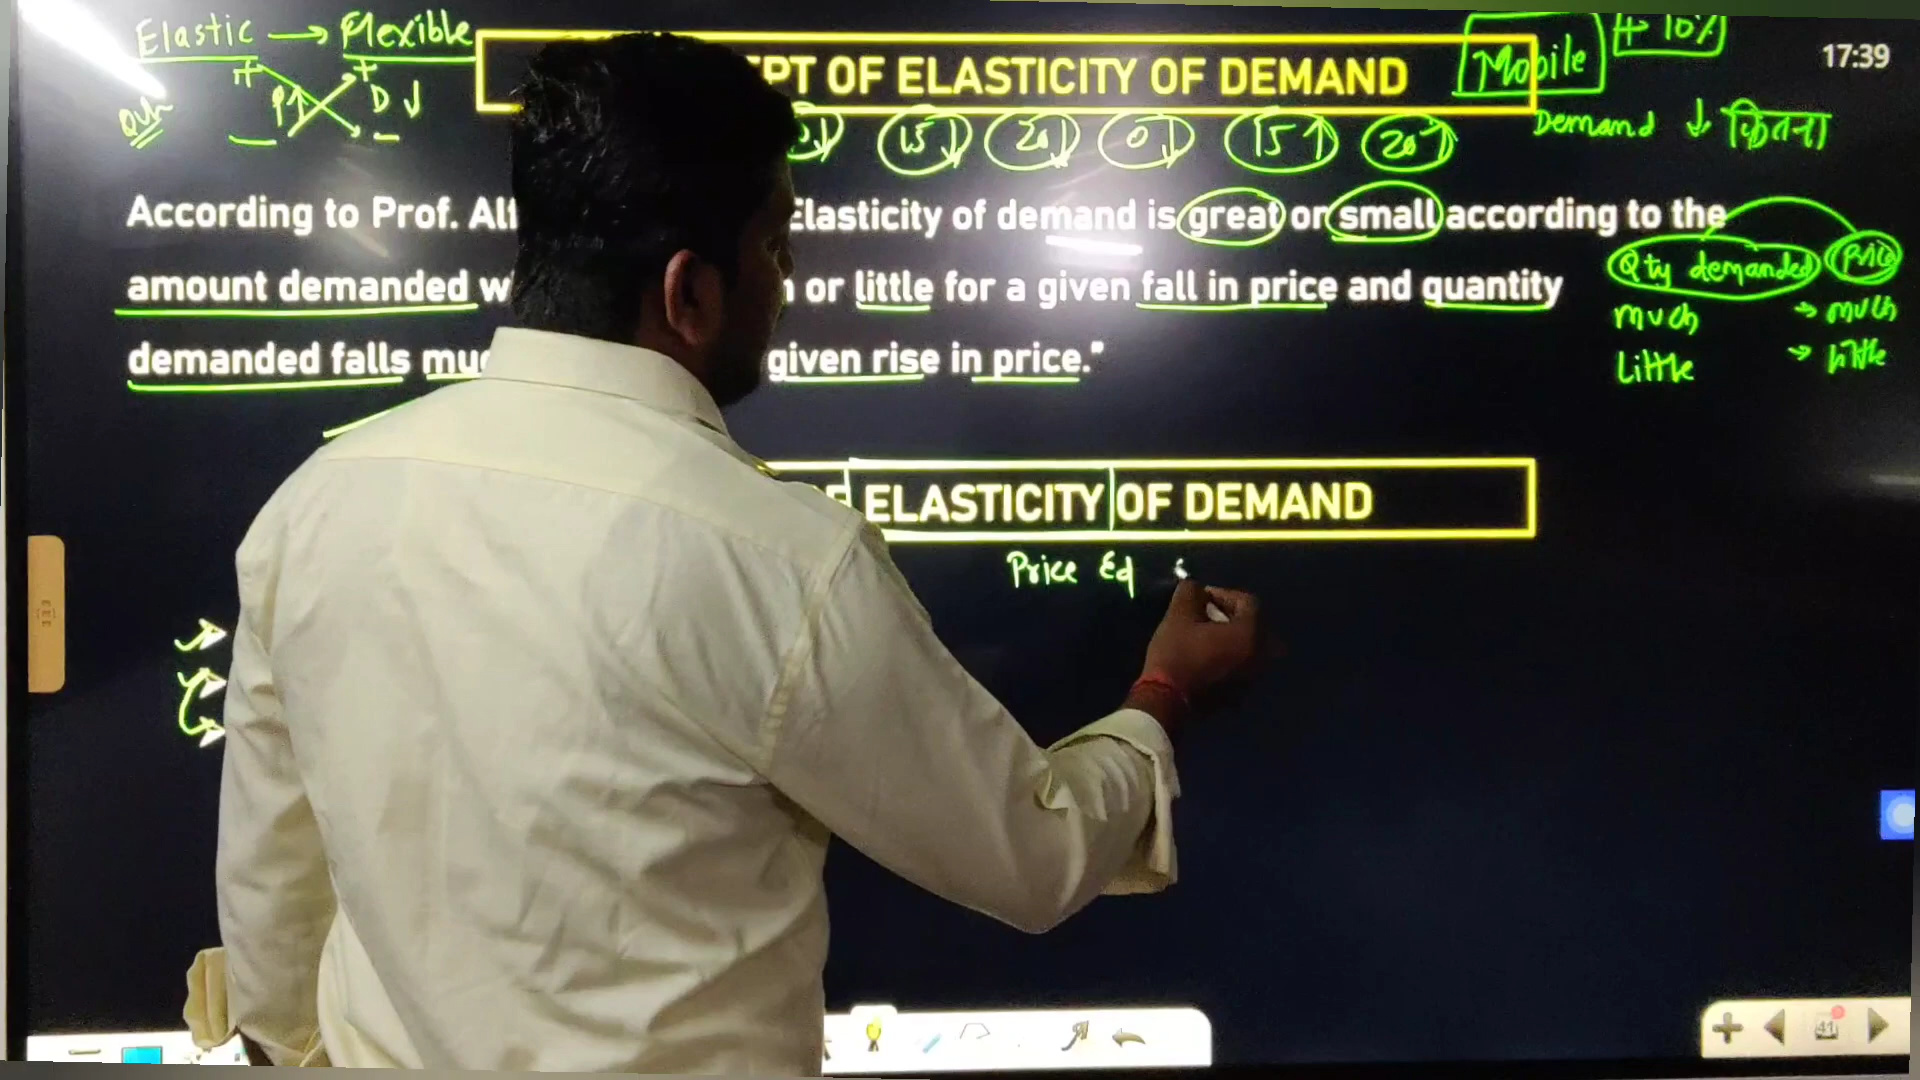 Elastic → Flexible
+ +
P↑ D ↓
Qty
EPT OF ELASTICITY OF DEMAND
Mobile
+ 10%
17:39
15↓ 20↓ 0↓ 15↑ 20↑
Demand ↓ कितना
According to Prof. Alf Elasticity of demand is great or small according to the
amount demanded or little for a given fall in price and quantity
demanded falls given rise in price."
Qty demanded Price
much → much
Little → little
ELASTICITY OF DEMAND
Price Ed
41